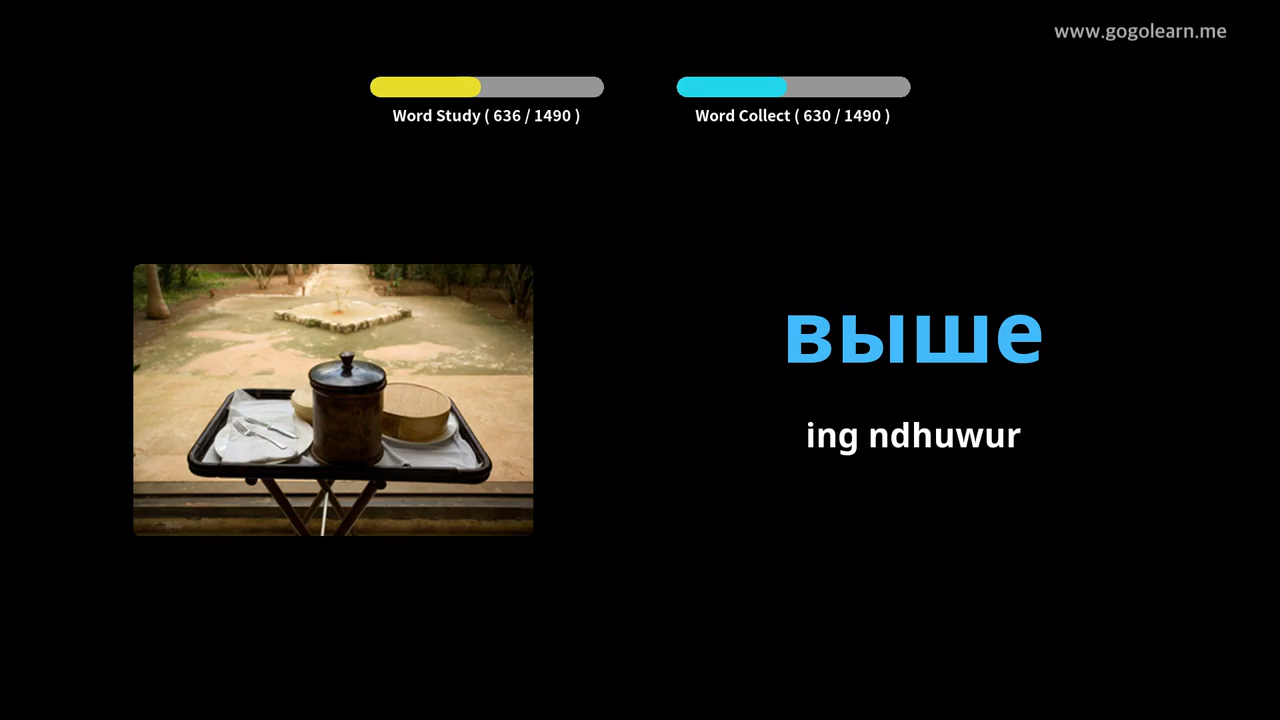 www.gogolearn.me
Word Study ( 636 / 1490 )
Word Collect ( 630 / 1490 )
выше
ing ndhuwur